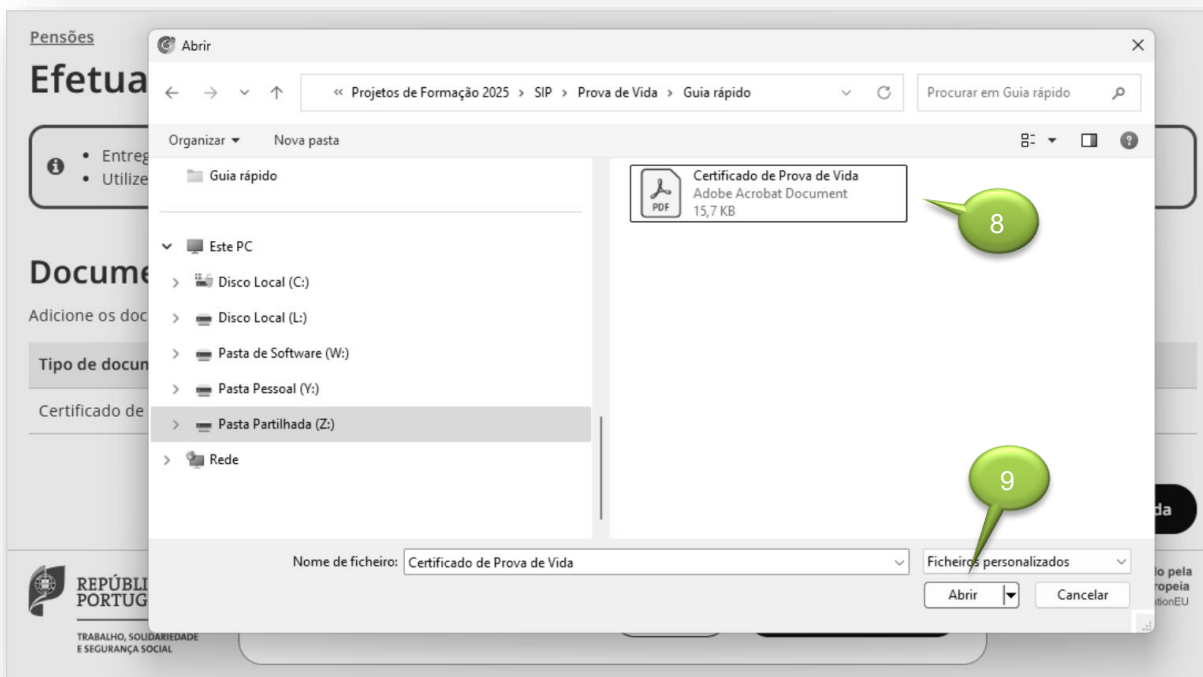 Pensões
Efetua
Entreg
Utilize
Docume
Adicione os doc
Tipo de docun
Certificado de
Abrir
« Projetos de Formação 2025 > SIP > Prova de Vida > Guia rápido
Procurar em Guia rápido
Organizar
Nova pasta
Guia rápido
Este PC
Disco Local (C:)
Disco Local (L:)
Pasta de Software (W:)
Pasta Pessoal (Y:)
Pasta Partilhada (Z:)
Rede
PDF
Certificado de Prova de Vida
Adobe Acrobat Document
15,7 KB
8
9
Nome de ficheiro: Certificado de Prova de Vida
Ficheiros personalizados
Abrir
Cancelar
da
REPÚBLI
PORTUG
TRABALHO, SOLIDARIEDADE
E SEGURANÇA SOCIAL
o pela
ropeia
tionEU